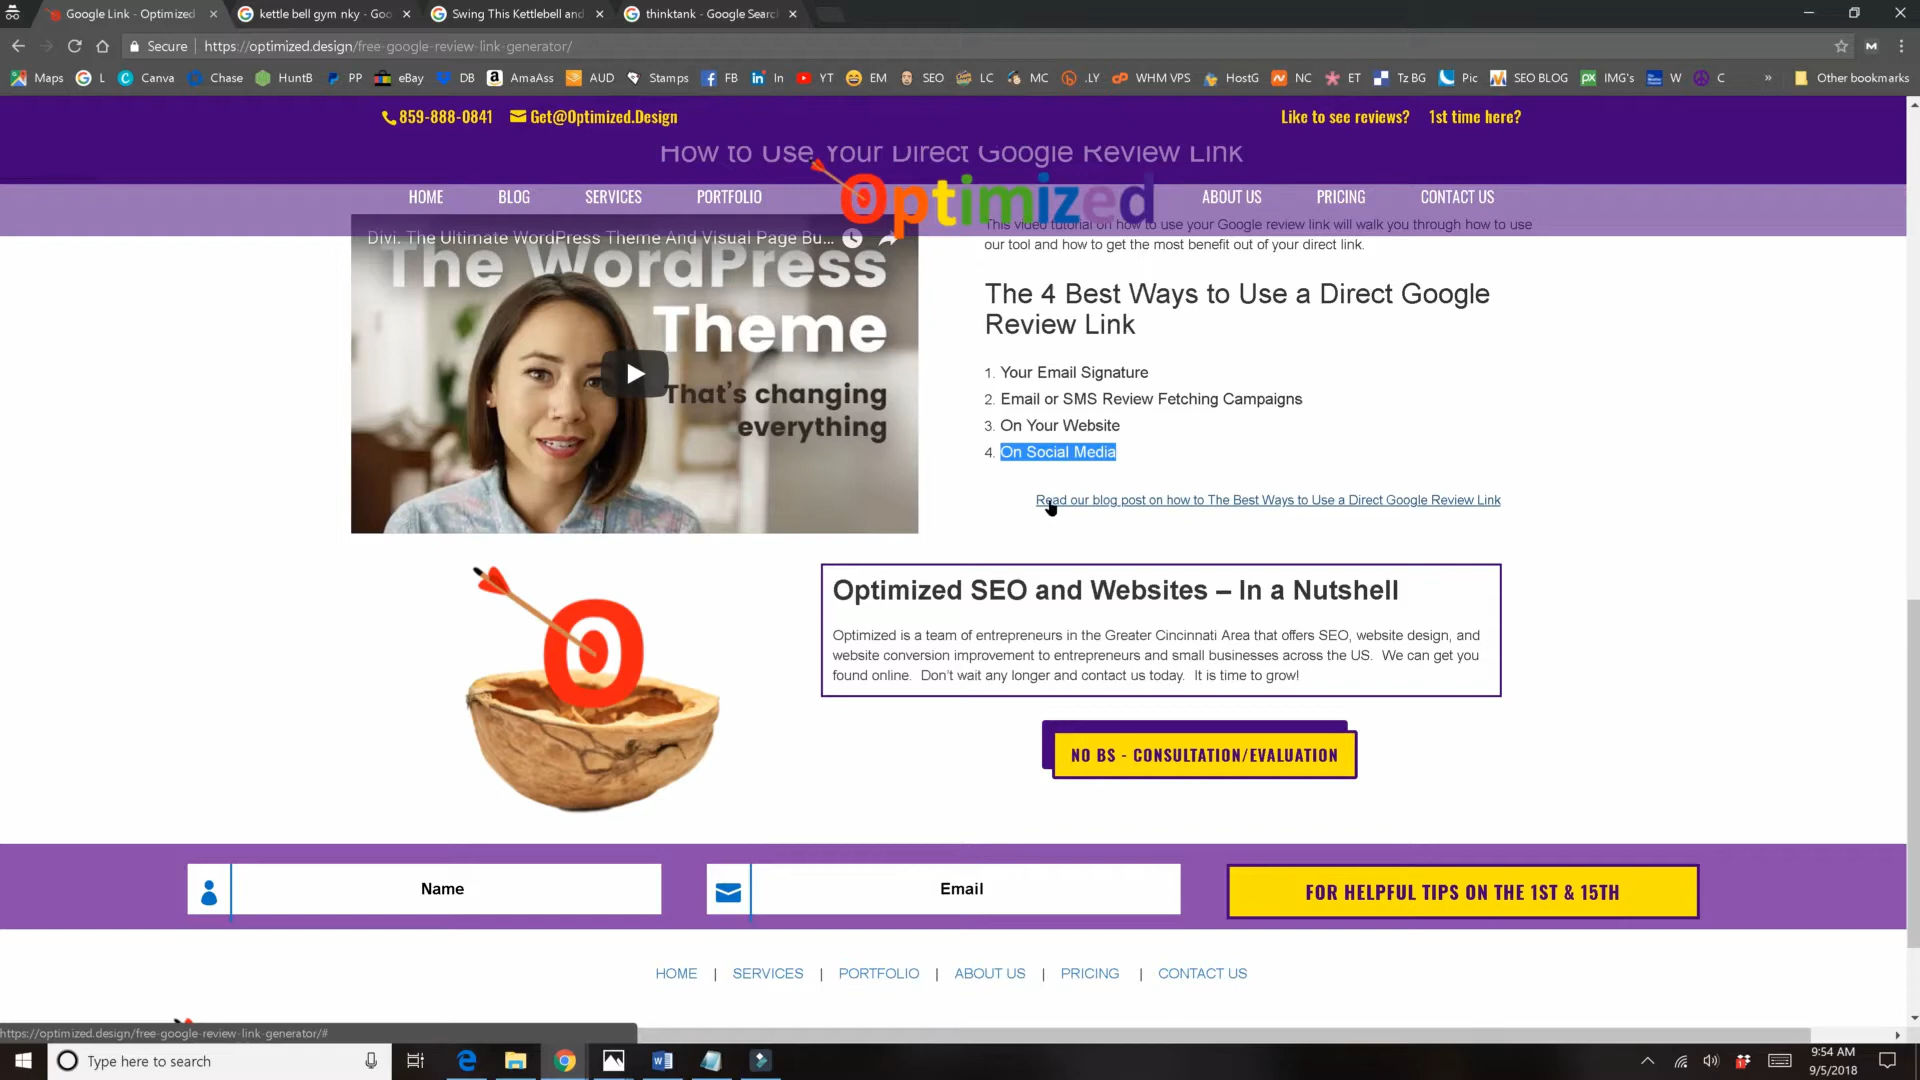 Google Link - Optimized
kettle bell gym nky - Goo
Swing This Kettlebell and
thinktank - Google Searc
Secure
https://optimized.design/free-google-review-link-generator/
Maps
L
Canva
Chase
HuntB
PP
eBay
DB
AmaAss
AUD
Stamps
FB
In
YT
EM
SEO
LC
MC
.LY
WHM VPS
HostG
NC
ET
Tz BG
Pic
SEO BLOG
IMG's
W
C
»
Other bookmarks
859-888-0841
Get@Optimized.Design
Like to see reviews?
1st time here?
How to Use Your Direct Google Review Link
HOME
BLOG
SERVICES
PORTFOLIO
Optimized
ABOUT US
PRICING
CONTACT US
Divi. The Ultimate WordPress Theme And Visual Page Bu...
The WordPress
Theme
That's changing
everything
This video tutorial on how to use your Google review link will walk you through how to use
our tool and how to get the most benefit out of your direct link.
The 4 Best Ways to Use a Direct Google
Review Link
1. Your Email Signature
2. Email or SMS Review Fetching Campaigns
3. On Your Website
4. On Social Media
Read our blog post on how to The Best Ways to Use a Direct Google Review Link
O
Optimized SEO and Websites – In a Nutshell
Optimized is a team of entrepreneurs in the Greater Cincinnati Area that offers SEO, website design, and
website conversion improvement to entrepreneurs and small businesses across the US. We can get you
found online. Don't wait any longer and contact us today. It is time to grow!
NO BS - CONSULTATION/EVALUATION
Name
Email
FOR HELPFUL TIPS ON THE 1ST & 15TH
HOME | SERVICES | PORTFOLIO | ABOUT US | PRICING | CONTACT US
https://optimized.design/free-google-review-link-generator/#
Type here to search
9:54 AM
9/5/2018